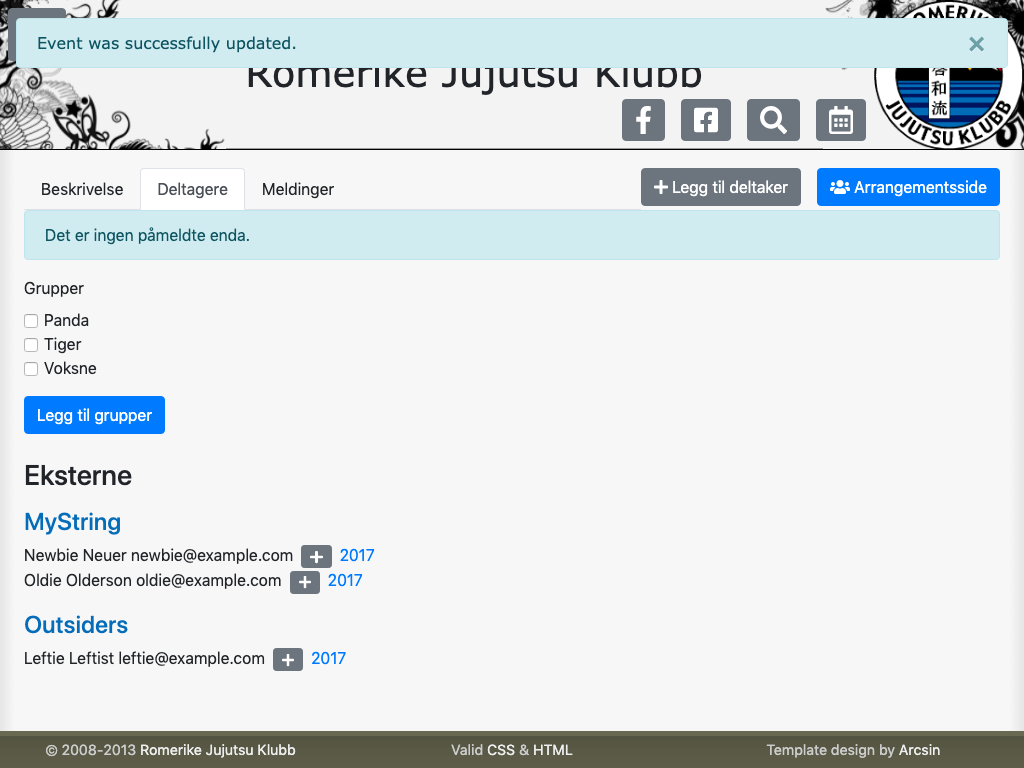 Event was successfully updated.
×
Romerike Jujutsu Klubb
ROMERIKE
和
流
JUJUTSU KLUBB
Beskrivelse
Deltagere
Meldinger
Legg til deltaker
Arrangementsside
Det er ingen påmeldte enda.
Grupper
Panda
Tiger
Voksne
Legg til grupper
Eksterne
MyString
Newbie Neuer newbie@example.com 2017
Oldie Olderson oldie@example.com 2017
Outsiders
Leftie Leftist leftie@example.com 2017
© 2008-2013 Romerike Jujutsu Klubb
Valid CSS & HTML
Template design by Arcsin